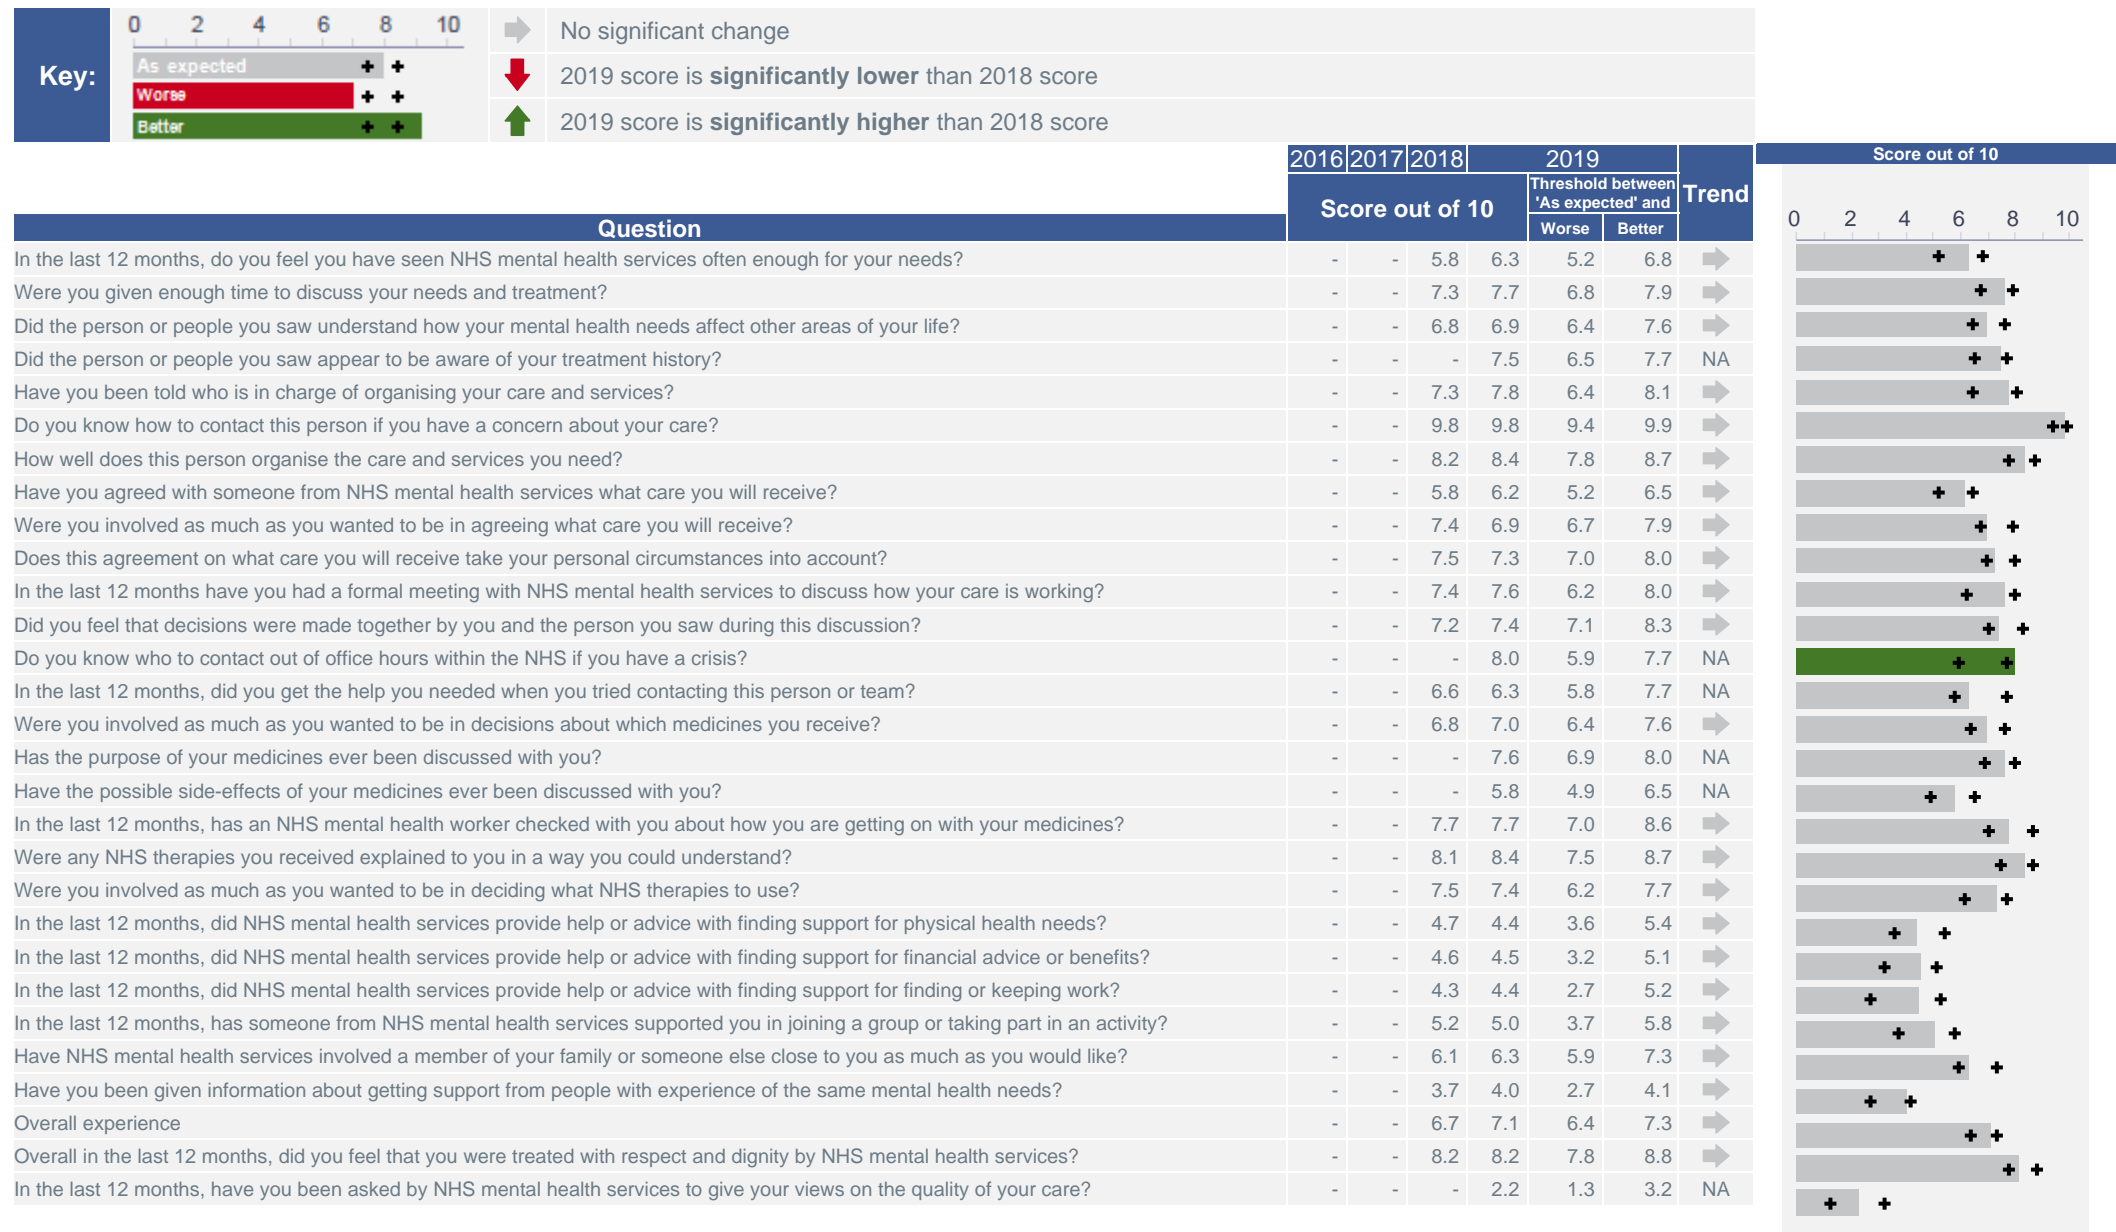 Key:
0 2 4 6 8 10
As expected
Worse
Better
No significant change
2019 score is significantly lower than 2018 score
2019 score is significantly higher than 2018 score
2016 2017 2018 2019 Trend Score out of 10
Score out of 10 Threshold between 'As expected' and
Question Worse Better 0 2 4 6 8 10
In the last 12 months, do you feel you have seen NHS mental health services often enough for your needs? - - 5.8 6.3 5.2 6.8
Were you given enough time to discuss your needs and treatment? - - 7.3 7.7 6.8 7.9
Did the person or people you saw understand how your mental health needs affect other areas of your life? - - 6.8 6.9 6.4 7.6
Did the person or people you saw appear to be aware of your treatment history? - - - 7.5 6.5 7.7 NA
Have you been told who is in charge of organising your care and services? - - 7.3 7.8 6.4 8.1
Do you know how to contact this person if you have a concern about your care? - - 9.8 9.8 9.4 9.9
How well does this person organise the care and services you need? - - 8.2 8.4 7.8 8.7
Have you agreed with someone from NHS mental health services what care you will receive? - - 5.8 6.2 5.2 6.5
Were you involved as much as you wanted to be in agreeing what care you will receive? - - 7.4 6.9 6.7 7.9
Does this agreement on what care you will receive take your personal circumstances into account? - - 7.5 7.3 7.0 8.0
In the last 12 months have you had a formal meeting with NHS mental health services to discuss how your care is working? - - 7.4 7.6 6.2 8.0
Did you feel that decisions were made together by you and the person you saw during this discussion? - - 7.2 7.4 7.1 8.3
Do you know who to contact out of office hours within the NHS if you have a crisis? - - - 8.0 5.9 7.7 NA
In the last 12 months, did you get the help you needed when you tried contacting this person or team? - - 6.6 6.3 5.8 7.7 NA
Were you involved as much as you wanted to be in decisions about which medicines you receive? - - 6.8 7.0 6.4 7.6
Has the purpose of your medicines ever been discussed with you? - - - 7.6 6.9 8.0 NA
Have the possible side-effects of your medicines ever been discussed with you? - - - 5.8 4.9 6.5 NA
In the last 12 months, has an NHS mental health worker checked with you about how you are getting on with your medicines? - - 7.7 7.7 7.0 8.6
Were any NHS therapies you received explained to you in a way you could understand? - - 8.1 8.4 7.5 8.7
Were you involved as much as you wanted to be in deciding what NHS therapies to use? - - 7.5 7.4 6.2 7.7
In the last 12 months, did NHS mental health services provide help or advice with finding support for physical health needs? - - 4.7 4.4 3.6 5.4
In the last 12 months, did NHS mental health services provide help or advice with finding support for financial advice or benefits? - - 4.6 4.5 3.2 5.1
In the last 12 months, did NHS mental health services provide help or advice with finding support for finding or keeping work? - - 4.3 4.4 2.7 5.2
In the last 12 months, has someone from NHS mental health services supported you in joining a group or taking part in an activity? - - 5.2 5.0 3.7 5.8
Have NHS mental health services involved a member of your family or someone else close to you as much as you would like? - - 6.1 6.3 5.9 7.3
Have you been given information about getting support from people with experience of the same mental health needs? - - 3.7 4.0 2.7 4.1
Overall experience - - 6.7 7.1 6.4 7.3
Overall in the last 12 months, did you feel that you were treated with respect and dignity by NHS mental health services? - - 8.2 8.2 7.8 8.8
In the last 12 months, have you been asked by NHS mental health services to give your views on the quality of your care? - - - 2.2 1.3 3.2 NA